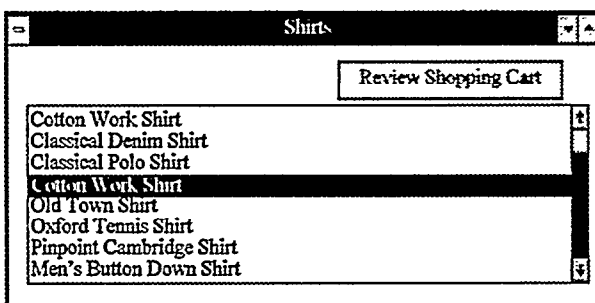 Shirts
Review Shopping Cart
Cotton Work Shirt
Classical Denim Shirt
Classical Polo Shirt
Cotton Work Shirt
Old Town Shirt
Oxford Tennis Shirt
Pinpoint Cambridge Shirt
Men's Button Down Shirt